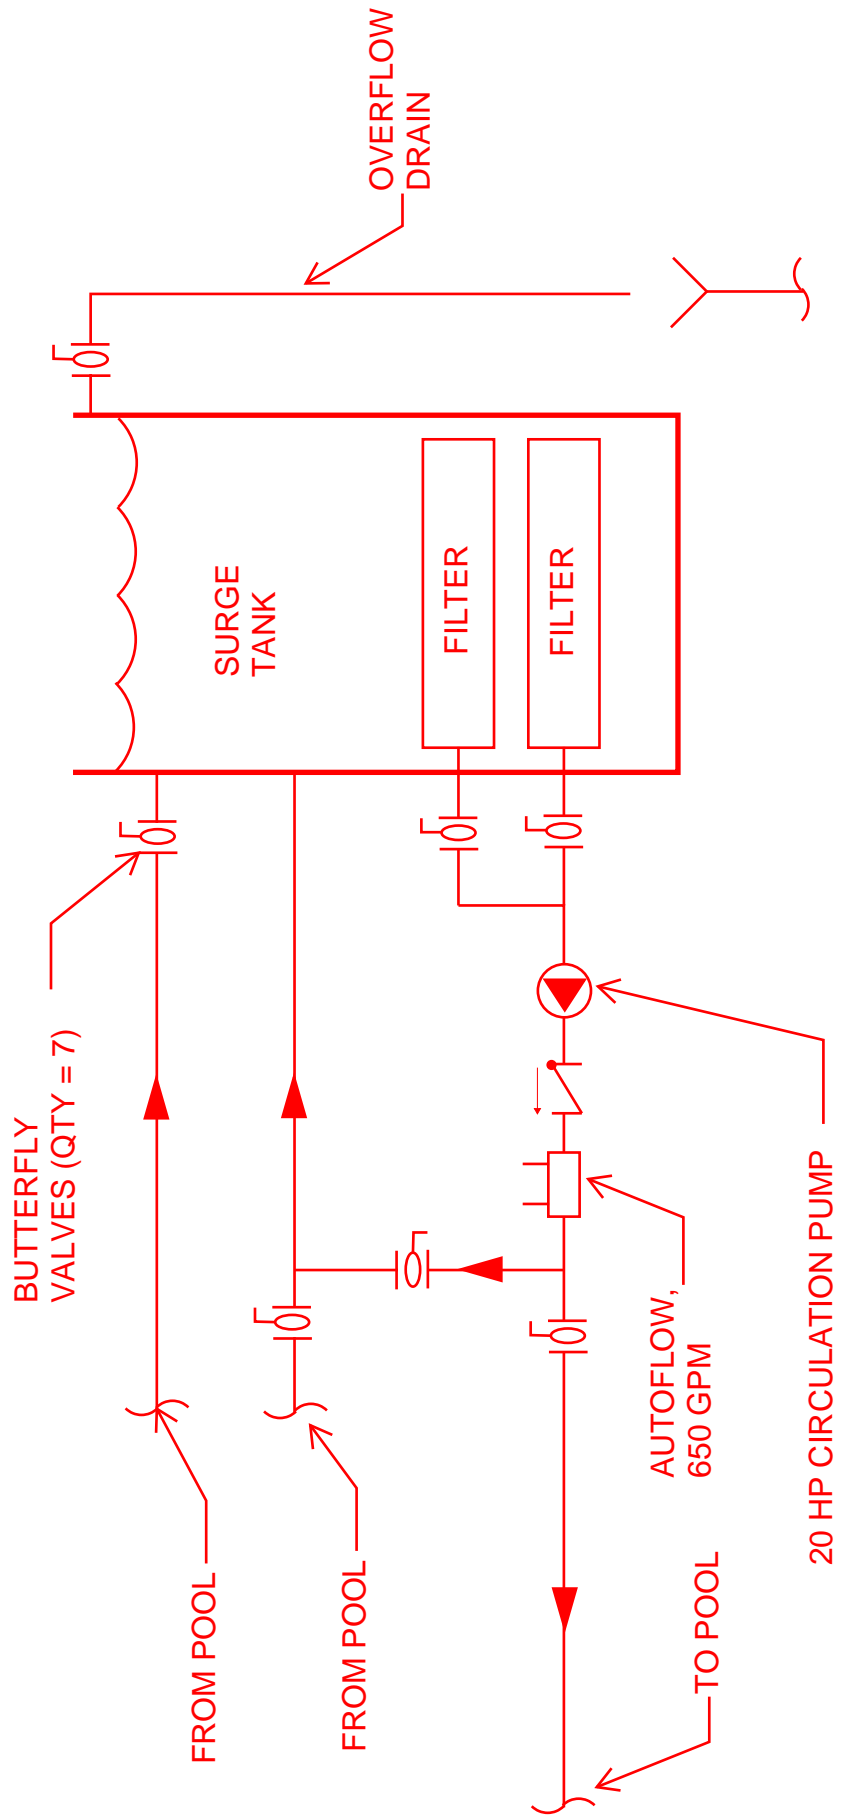 BUTTERFLY
VALVES (QTY = 7)
FROM POOL
FROM POOL
SURGE
TANK
OVERFLOW
DRAIN
FILTER
FILTER
AUTOFLOW,
650 GPM
TO POOL
20 HP CIRCULATION PUMP